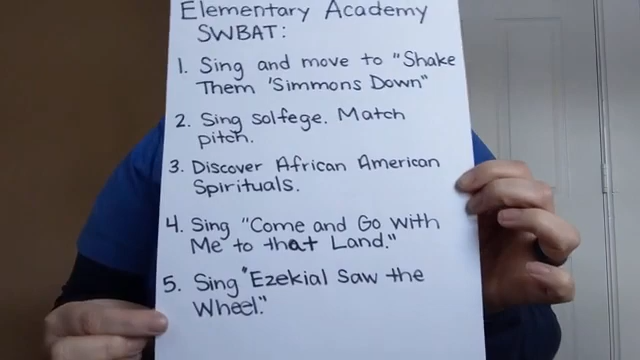 Elementary Academy
SWBAT:
1. Sing and move to "Shake
Them 'Simmons Down"
2. Sing solfege. Match
pitch.
3. Discover African American
Spirituals.
4. Sing "Come and Go With
Me to that Land."
5. Sing "Ezekial Saw the
Wheel."